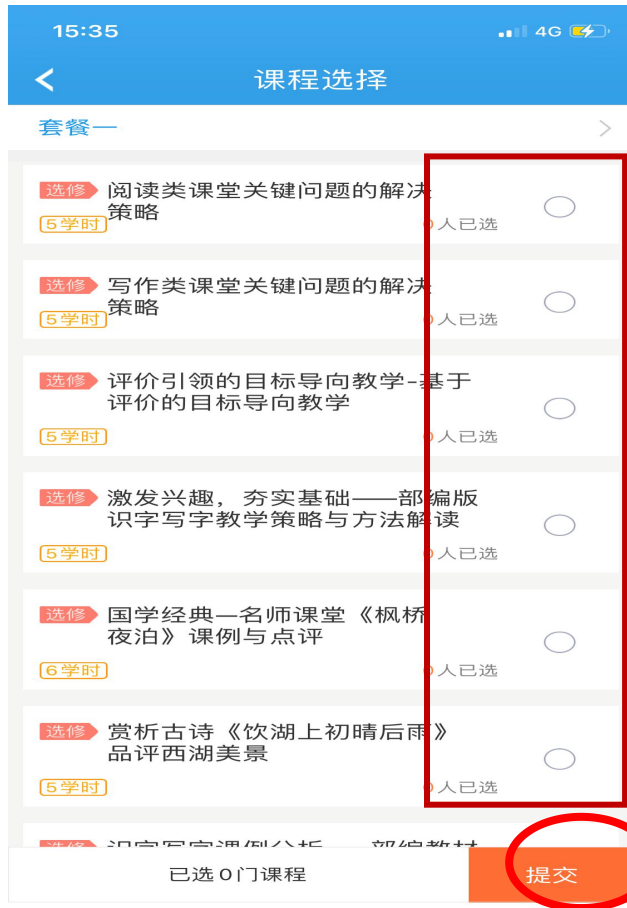 15:35
4G
课程选择
套餐一
选修 阅读类课堂关键问题的解决
策略
5学时
0人已选
选修 写作类课堂关键问题的解决
策略
5学时
0人已选
选修 评价引领的目标导向教学-基于
评价的目标导向教学
5学时
0人已选
选修 激发兴趣，夯实基础——部编版
识字写字教学策略与方法解读
5学时
0人已选
选修 国学经典—名师课堂《枫桥
夜泊》课例与点评
6学时
0人已选
选修 赏析古诗《饮湖上初晴后雨》
品评西湖美景
5学时
0人已选
已选0门课程
提交